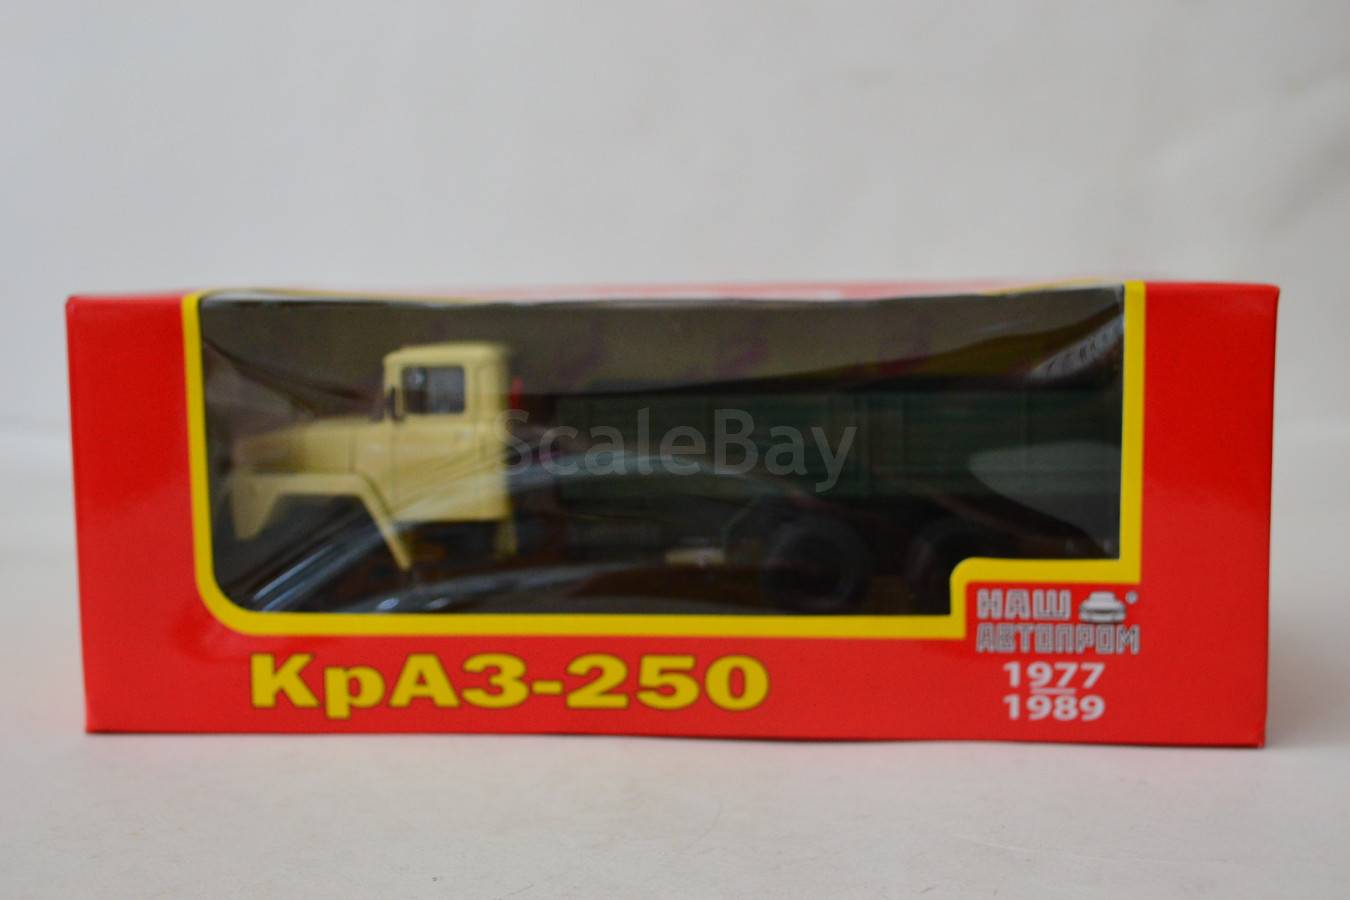 ScaleBay
КрАЗ-250
НАШ
АВТОПРОМ
1977
1989